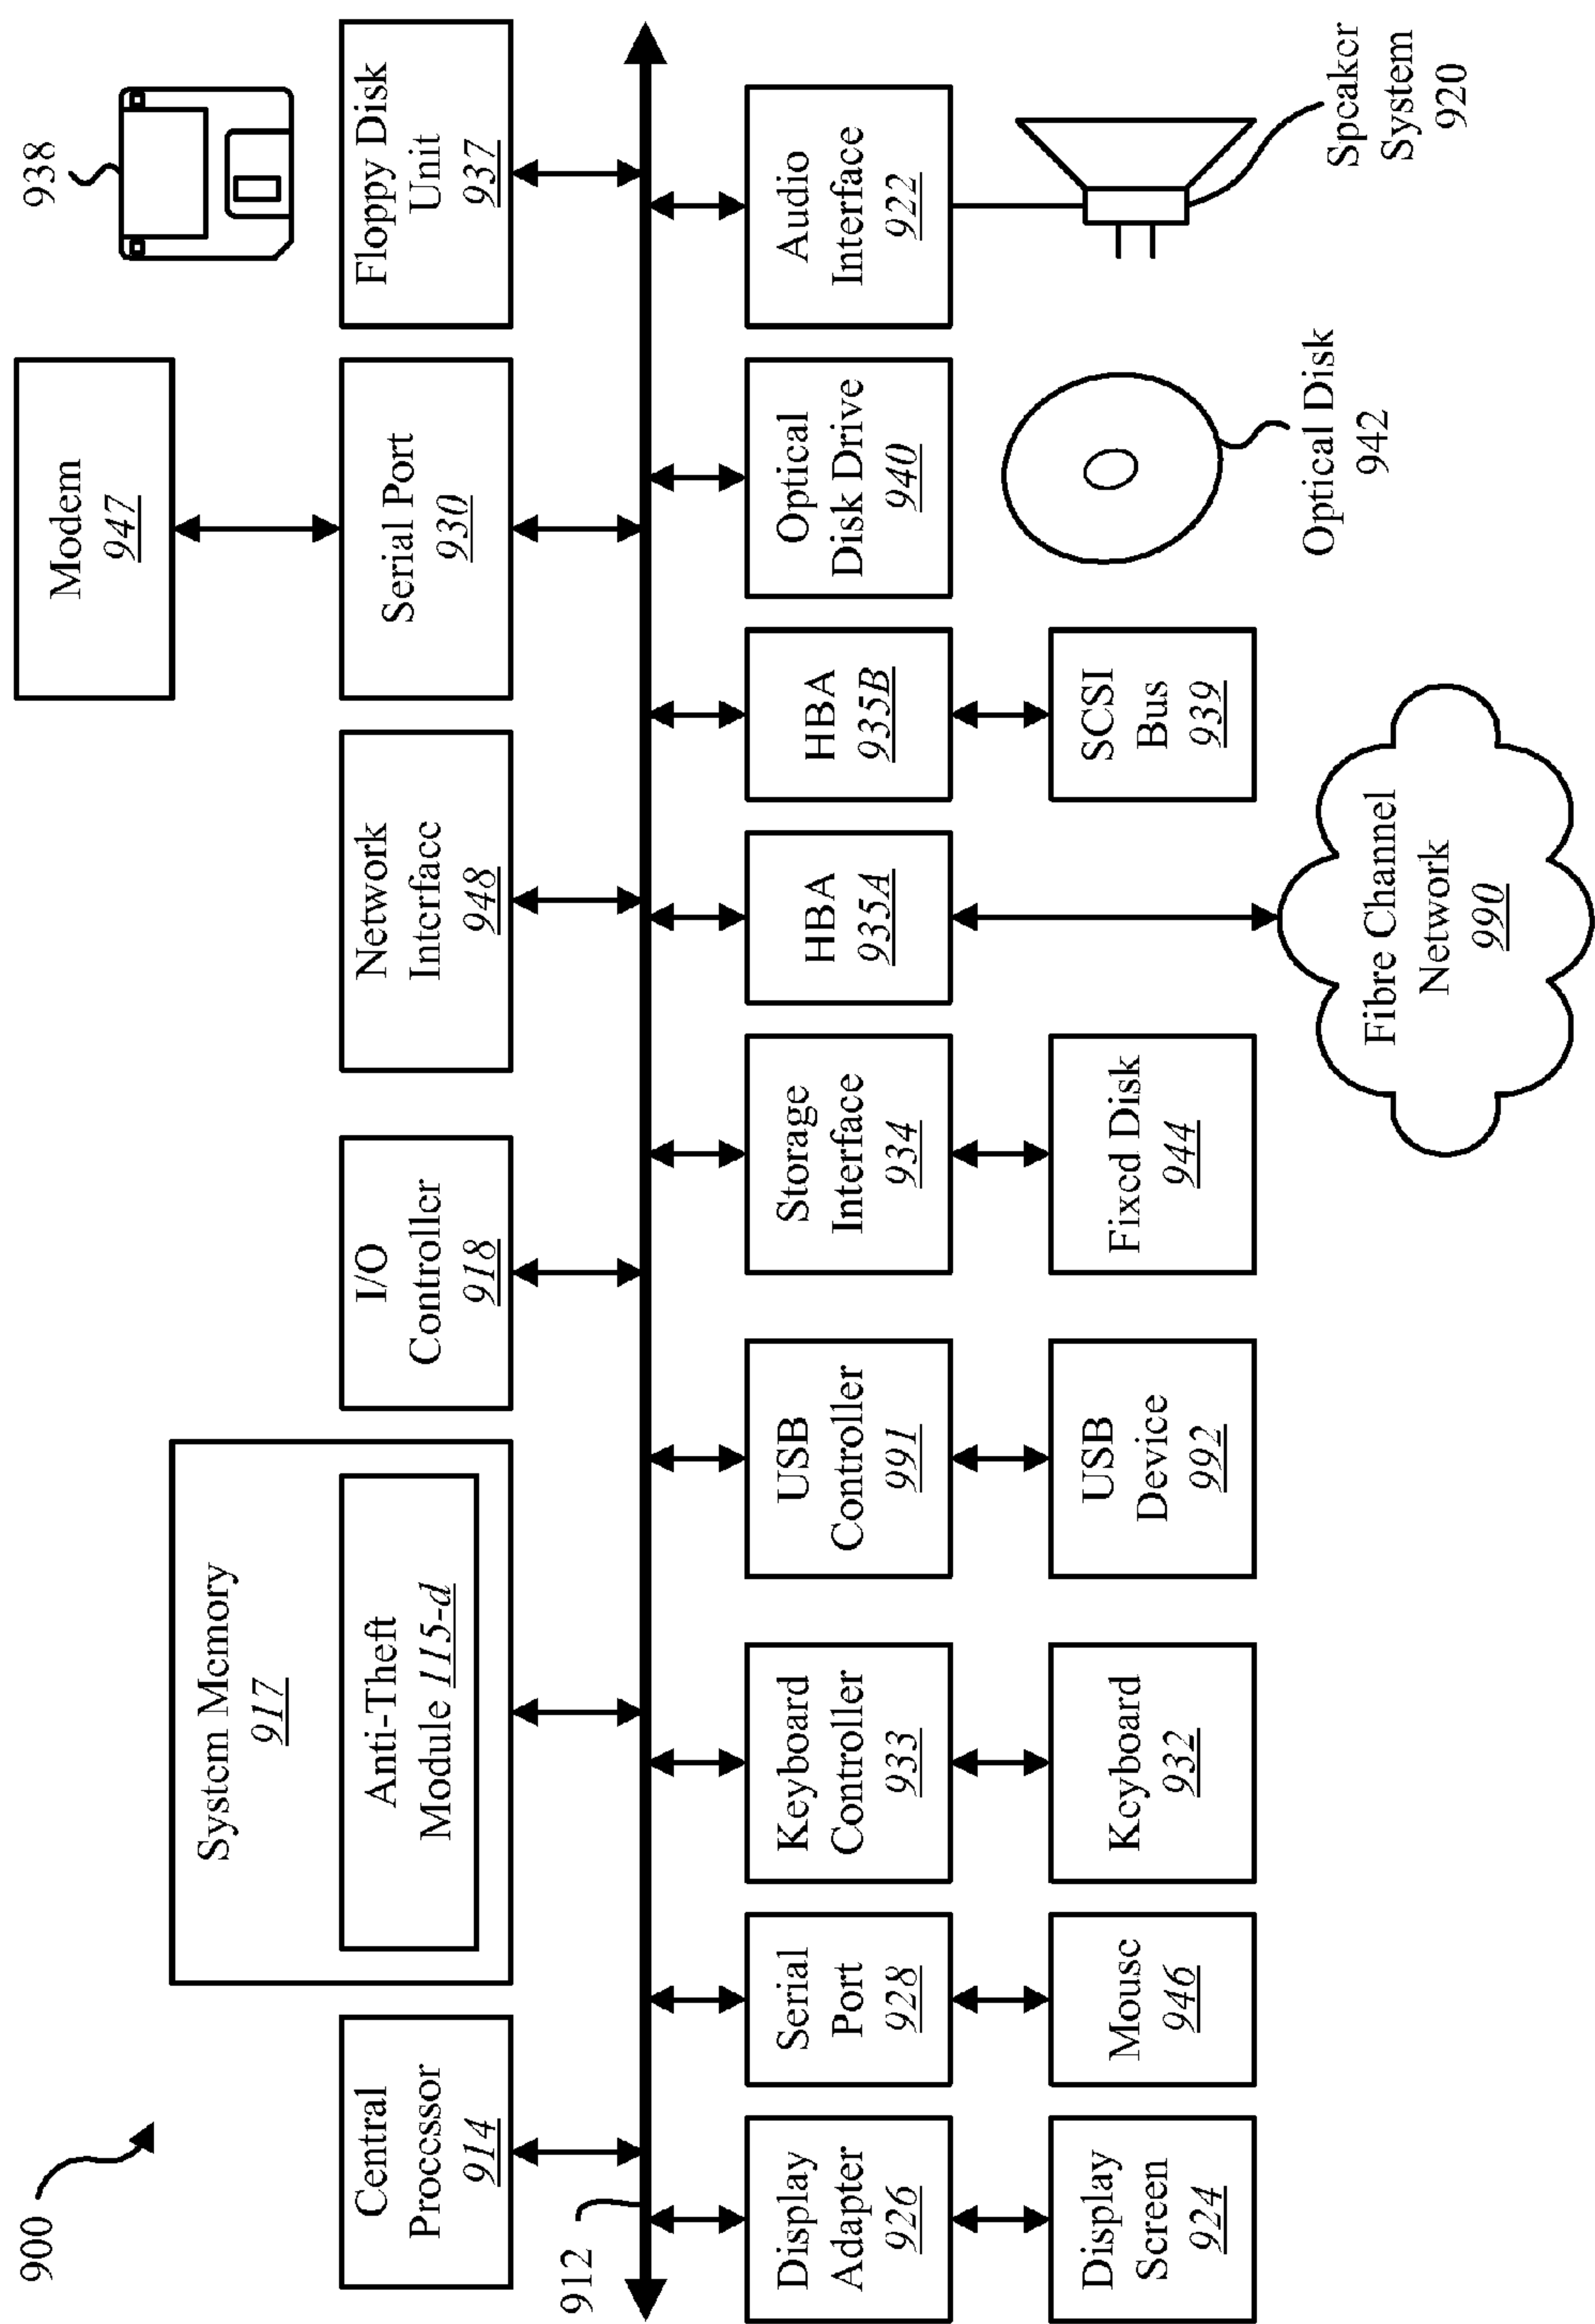 900
Central
Processor
914
System Memory
917
Anti-Theft
Module 115-d
I/O
Controller
918
Network
Interface
948
Modem
947
Serial Port
930
938
Floppy Disk
Unit
937
912
Display
Adapter
926
Serial
Port
928
Keyboard
Controller
933
USB
Controller
991
Storage
Interface
934
HBA
935A
HBA
935B
Optical
Disk Drive
940
Audio
Interface
922
Display
Screen
924
Mouse
946
Keyboard
932
USB
Device
992
Fixed Disk
944
SCSI
Bus
939
Fibre Channel
Network
990
Optical Disk
942
Speaker
System
920